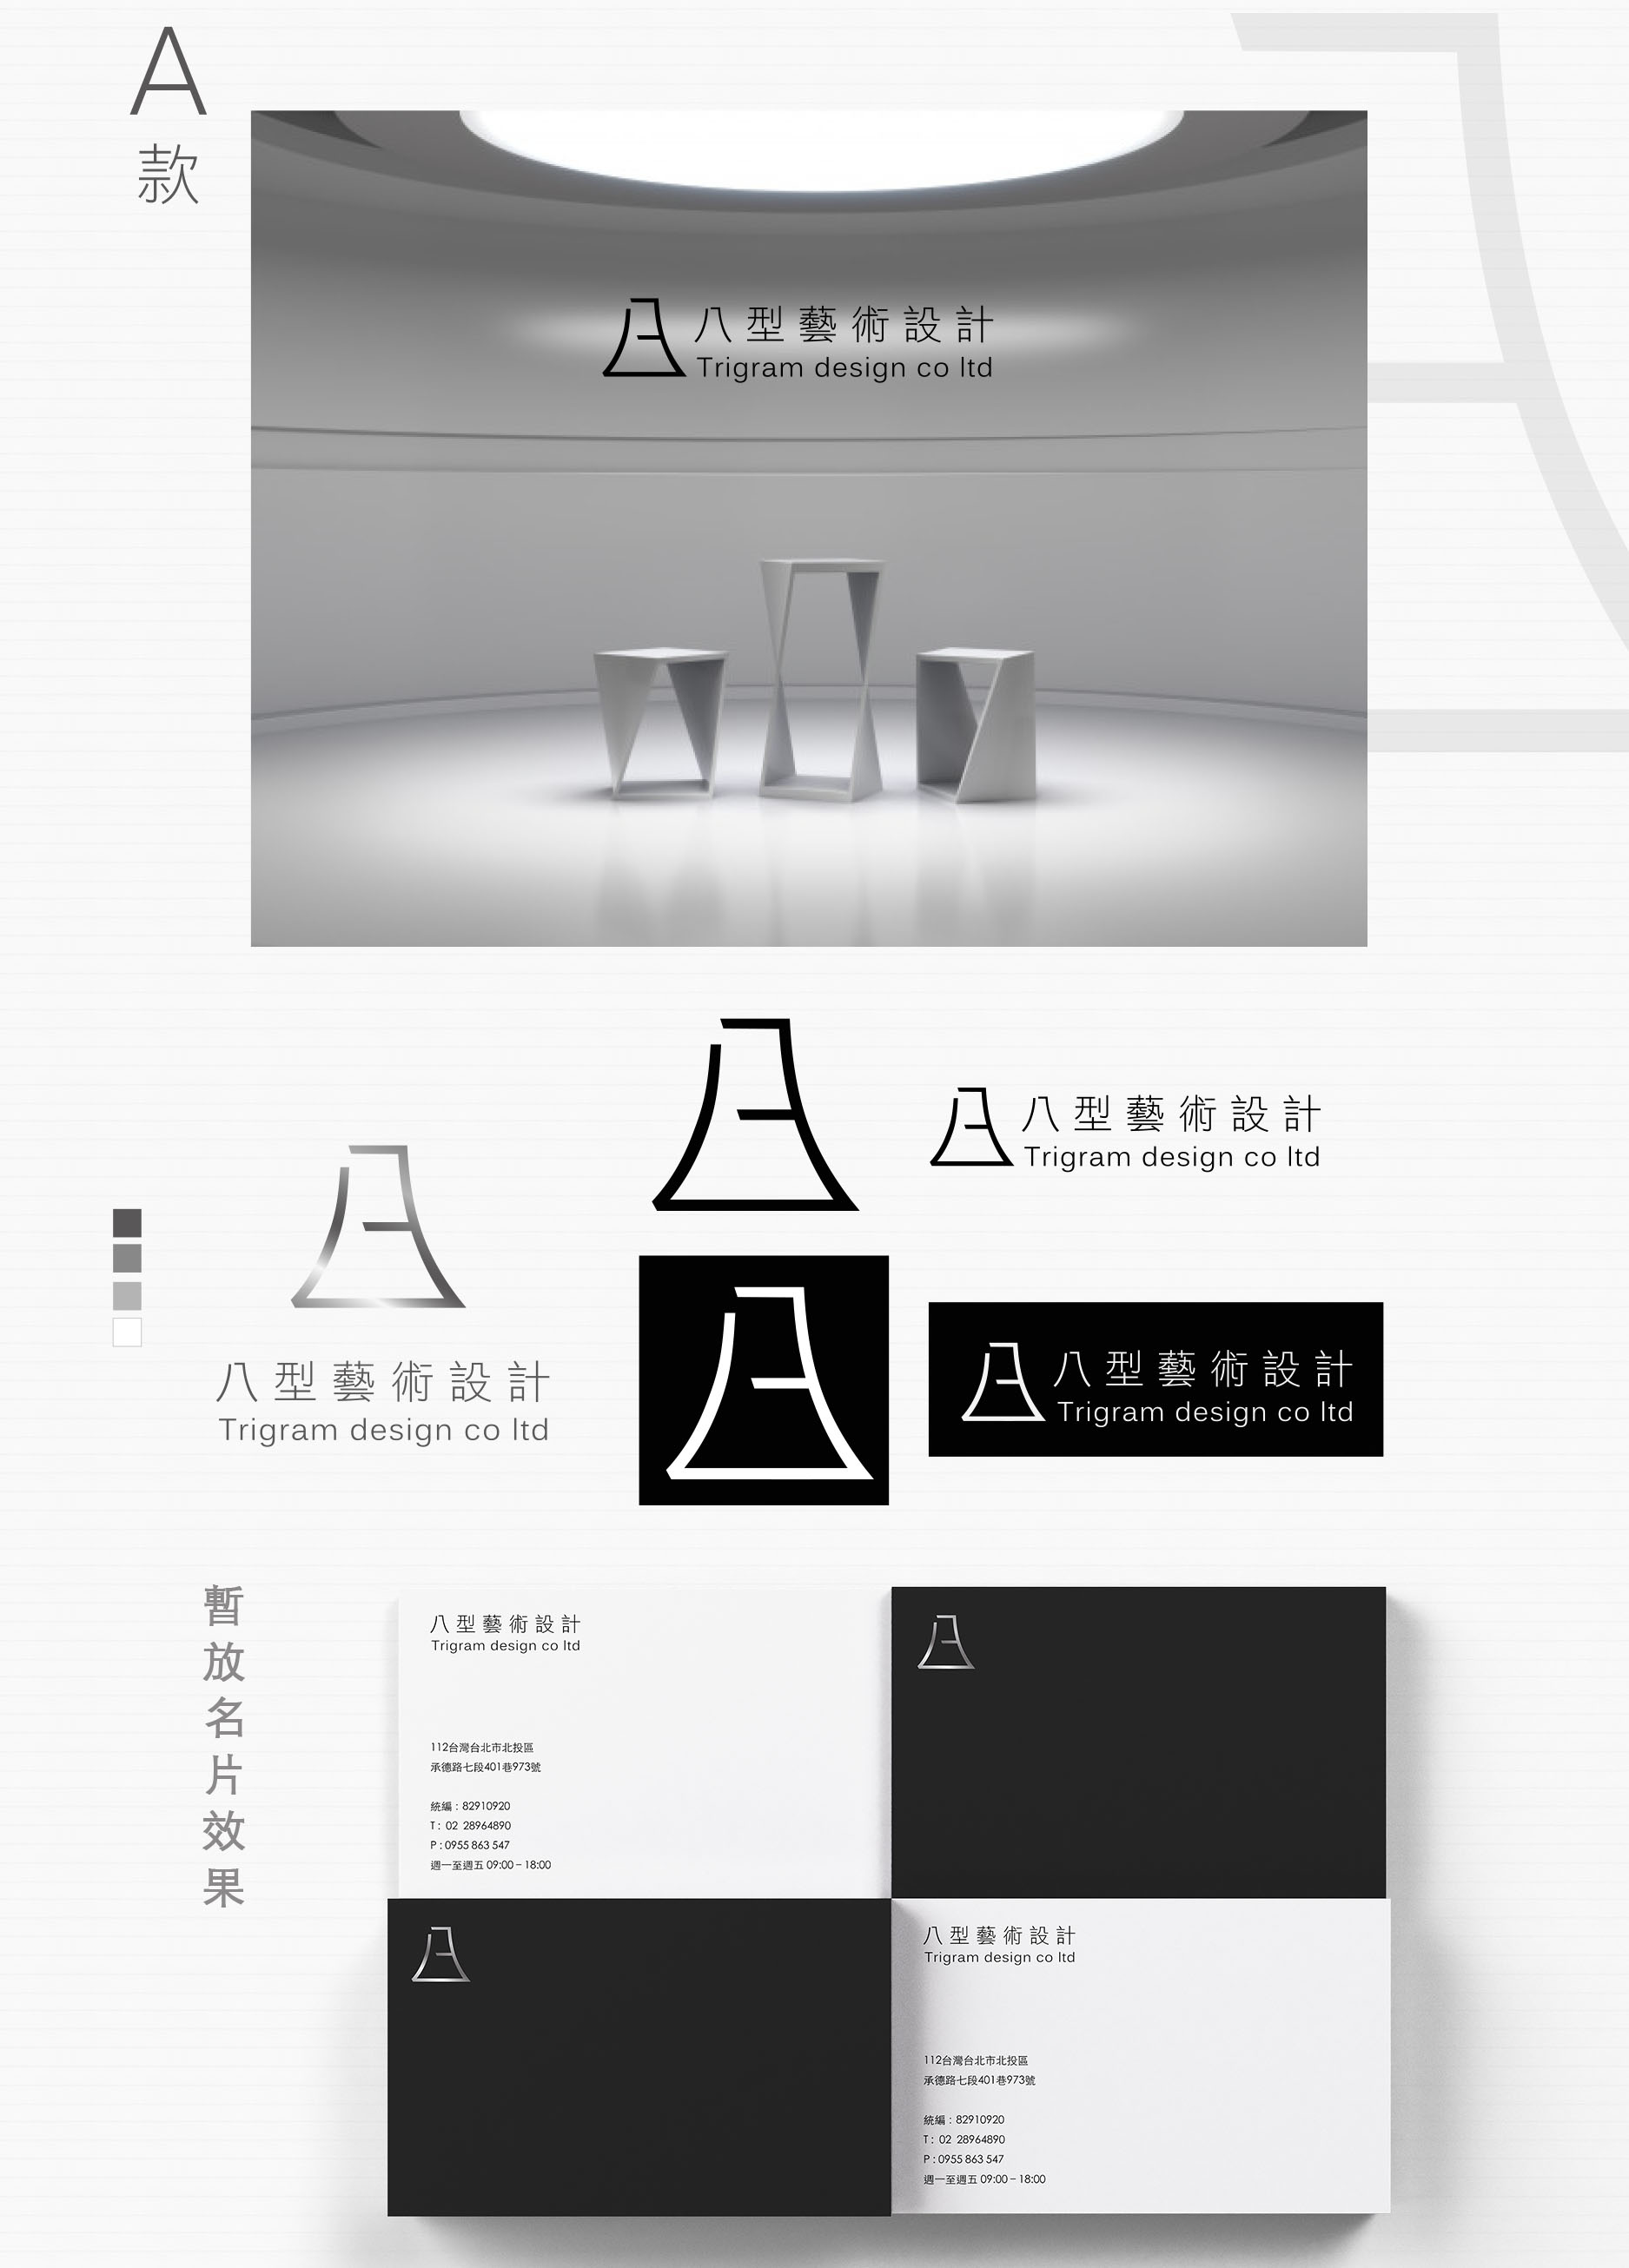 A
款
八型藝術設計
Trigram design co ltd
八型藝術設計
Trigram design co ltd
八型藝術設計
Trigram design co ltd
八型藝術設計
Trigram design co ltd
暫放名片效果
八型藝術設計
Trigram design co ltd
112台灣台北市北投區
承德路七段401巷973號
統編：82910920
T : 02 28964890
P : 0955 863 547
週一至週五 09:00 – 18:00
八型藝術設計
Trigram design co ltd
112台灣台北市北投區
承德路七段401巷973號
統編：82910920
T : 02 28964890
P : 0955 863 547
週一至週五 09:00 – 18:00